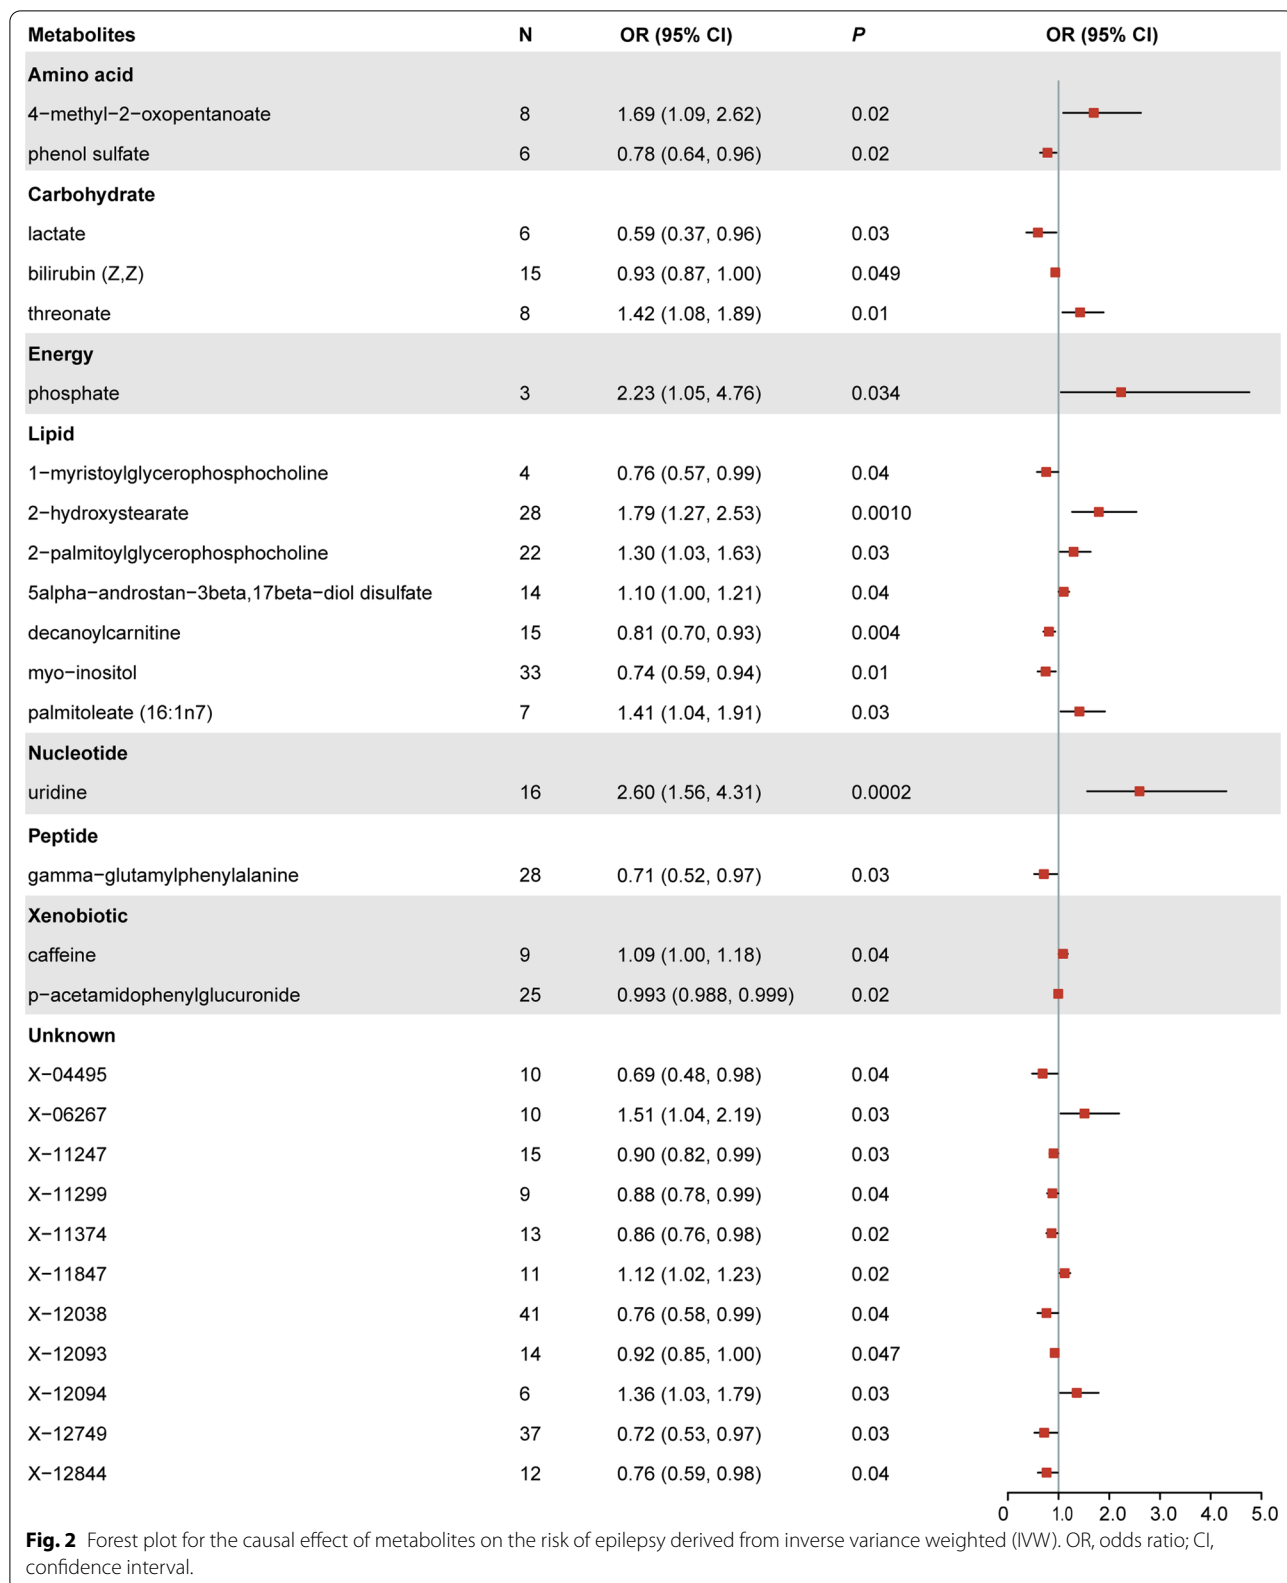 Metabolites N OR (95% CI) P OR (95% CI)
Amino acid
4−methyl−2−oxopentanoate 8 1.69 (1.09, 2.62) 0.02
phenol sulfate 6 0.78 (0.64, 0.96) 0.02
Carbohydrate
lactate 6 0.59 (0.37, 0.96) 0.03
bilirubin (Z,Z) 15 0.93 (0.87, 1.00) 0.049
threonate 8 1.42 (1.08, 1.89) 0.01
Energy
phosphate 3 2.23 (1.05, 4.76) 0.034
Lipid
1−myristoylglycerophosphocholine 4 0.76 (0.57, 0.99) 0.04
2−hydroxystearate 28 1.79 (1.27, 2.53) 0.0010
2−palmitoylglycerophosphocholine 22 1.30 (1.03, 1.63) 0.03
5alpha−androstan−3beta,17beta−diol disulfate 14 1.10 (1.00, 1.21) 0.04
decanoylcarnitine 15 0.81 (0.70, 0.93) 0.004
myo−inositol 33 0.74 (0.59, 0.94) 0.01
palmitoleate (16:1n7) 7 1.41 (1.04, 1.91) 0.03
Nucleotide
uridine 16 2.60 (1.56, 4.31) 0.0002
Peptide
gamma−glutamylphenylalanine 28 0.71 (0.52, 0.97) 0.03
Xenobiotic
caffeine 9 1.09 (1.00, 1.18) 0.04
p−acetamidophenylglucuronide 25 0.993 (0.988, 0.999) 0.02
Unknown
X−04495 10 0.69 (0.48, 0.98) 0.04
X−06267 10 1.51 (1.04, 2.19) 0.03
X−11247 15 0.90 (0.82, 0.99) 0.03
X−11299 9 0.88 (0.78, 0.99) 0.04
X−11374 13 0.86 (0.76, 0.98) 0.02
X−11847 11 1.12 (1.02, 1.23) 0.02
X−12038 41 0.76 (0.58, 0.99) 0.04
X−12093 14 0.92 (0.85, 1.00) 0.047
X−12094 6 1.36 (1.03, 1.79) 0.03
X−12749 37 0.72 (0.53, 0.97) 0.03
X−12844 12 0.76 (0.59, 0.98) 0.04
0 1.0 2.0 3.0 4.0 5.0
Fig. 2 Forest plot for the causal effect of metabolites on the risk of epilepsy derived from inverse variance weighted (IVW). OR, odds ratio; CI,
confidence interval.